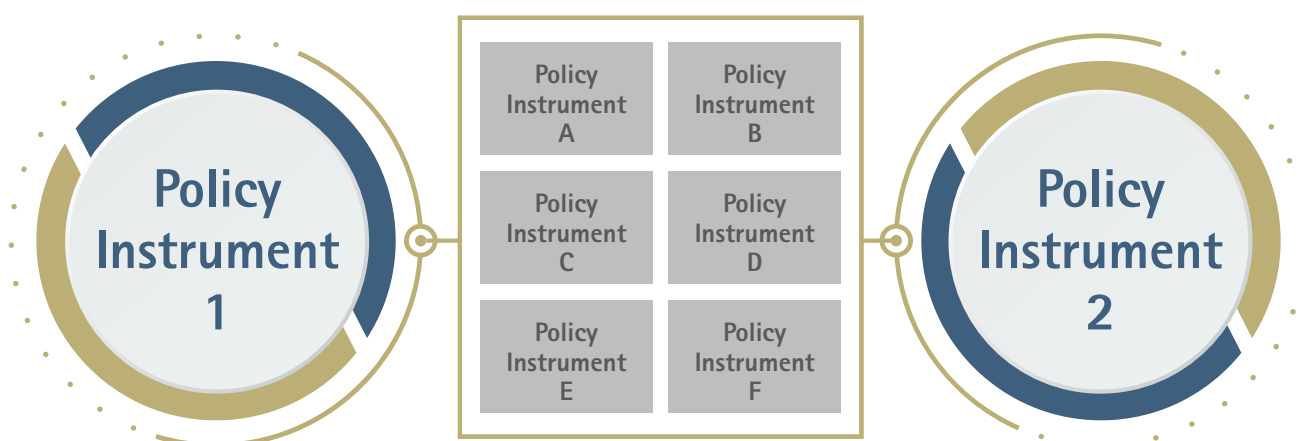 Policy
Instrument
1
Policy
Instrument
A
Policy
Instrument
B
Policy
Instrument
C
Policy
Instrument
D
Policy
Instrument
E
Policy
Instrument
F
Policy
Instrument
2